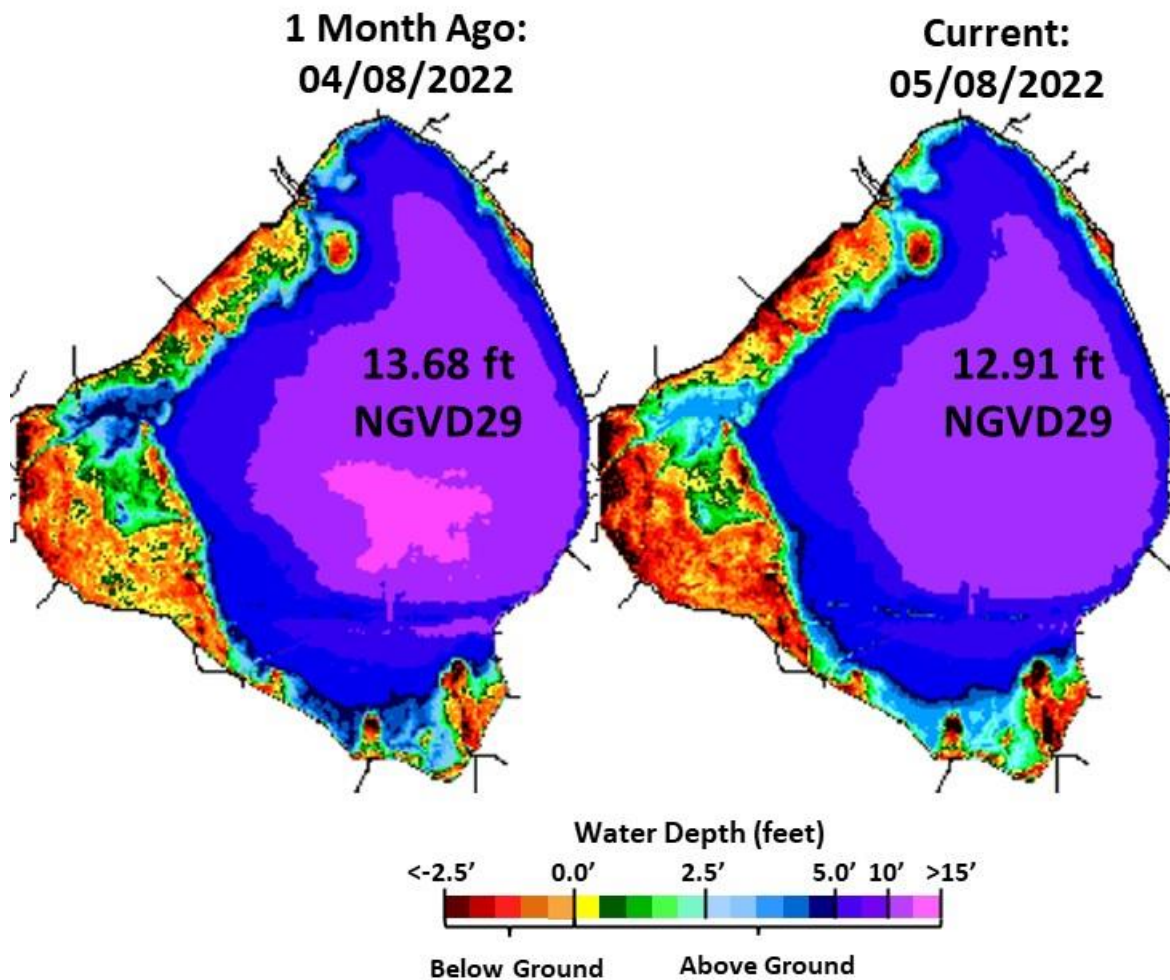 1 Month Ago:
04/08/2022
Current:
05/08/2022
13.68 ft
NGVD29
12.91 ft
NGVD29
Water Depth (feet)
<-2.5’ 0.0’ 2.5’ 5.0’ 10’ >15’
Below Ground Above Ground